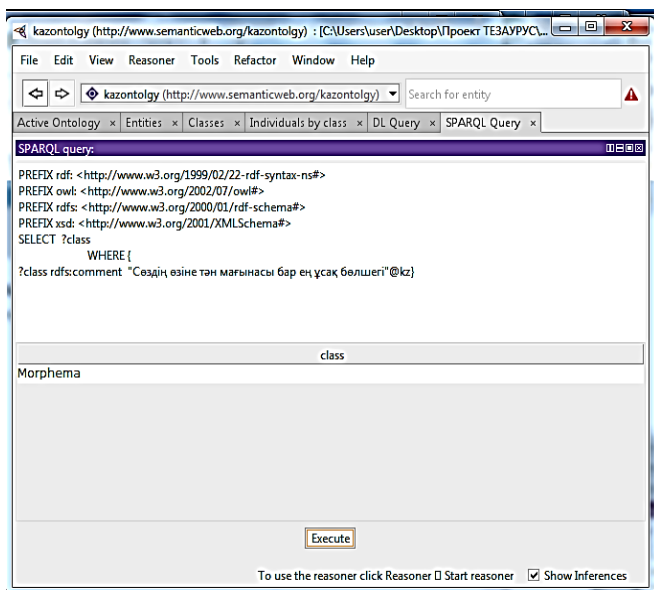 kazontolgy (http://www.semanticweb.org/kazontolgy) : [C:\Users\user\Desktop\Проект ТЕЗАУРУС\...
File Edit View Reasoner Tools Refactor Window Help
kazontolgy (http://www.semanticweb.org/kazontolgy) Search for entity
Active Ontology × Entities × Classes × Individuals by class × DL Query × SPARQL Query ×
SPARQL query:
PREFIX rdf: <http://www.w3.org/1999/02/22-rdf-syntax-ns#>
PREFIX owl: <http://www.w3.org/2002/07/owl#>
PREFIX rdfs: <http://www.w3.org/2000/01/rdf-schema#>
PREFIX xsd: <http://www.w3.org/2001/XMLSchema#>
SELECT ?class
WHERE {
?class rdfs:comment "Сөздің өзіне тән мағынасы бар ең ұсақ бөлшегі"@kz}
class
Morphema
Execute
To use the reasoner click Reasoner ▯ Start reasoner Show Inferences